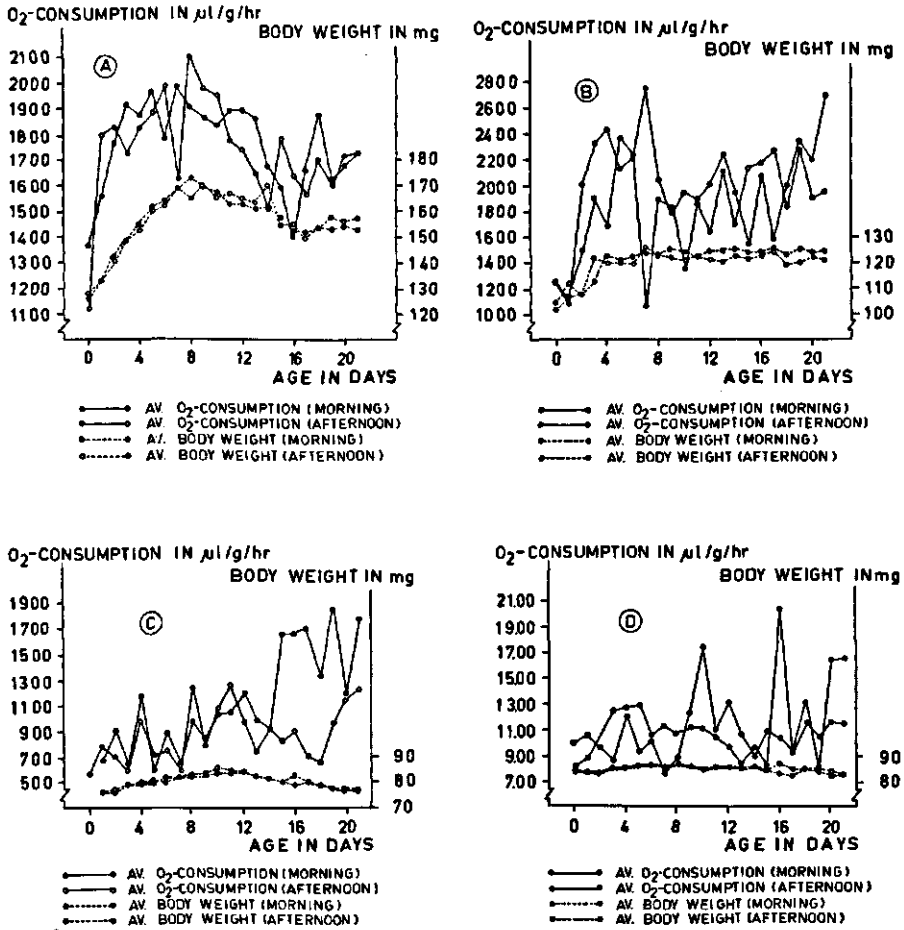 O₂-CONSUMPTION IN µl/g/hr
BODY WEIGHT IN mg
A
2100
2000
1900
1800
1700
1600
1500
1400
1300
1200
1100
180
170
160
150
140
130
120
0 4 8 12 16 20
AGE IN DAYS
AV. O₂-CONSUMPTION (MORNING)
AV. O₂-CONSUMPTION (AFTERNOON)
A/. BODY WEIGHT (MORNING)
AV. BODY WEIGHT (AFTERNOON)
O₂-CONSUMPTION IN µl/g/hr
BODY WEIGHT IN mg
B
2800
2600
2400
2200
2000
1800
1600
1400
1200
1000
130
120
110
100
0 4 8 12 16 20
AGE IN DAYS
AV. O₂-CONSUMPTION (MORNING)
AV. O₂-CONSUMPTION (AFTERNOON)
AV. BODY WEIGHT (MORNING)
AV. BODY WEIGHT (AFTERNOON)
O₂-CONSUMPTION IN µl/g/hr
BODY WEIGHT IN mg
C
1900
1700
1500
1300
1100
900
700
500
90
80
70
0 4 8 12 16 20
AGE IN DAYS
AV. O₂-CONSUMPTION (MORNING)
AV. O₂-CONSUMPTION (AFTERNOON)
AV. BODY WEIGHT (MORNING)
AV. BODY WEIGHT (AFTERNOON)
O₂-CONSUMPTION IN µl/g/hr
BODY WEIGHT IN mg
D
21.00
19.00
17.00
15.00
13.00
11.00
9.00
7.00
90
80
0 4 8 12 16 20
AGE IN DAYS
AV. O₂-CONSUMPTION (MORNING)
AV. O₂-CONSUMPTION (AFTERNOON)
AV. BODY WEIGHT (MORNING)
AV. BODY WEIGHT (AFTERNOON)